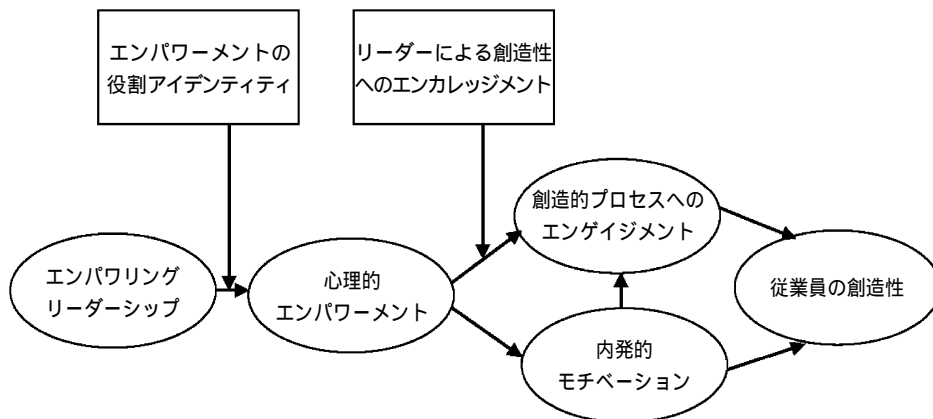 エンパワーメントの
役割アイデンティティ
リーダーによる創造性
へのエンカレッジメント
創造的プロセスへの
エンゲイジメント
エンパワリング
リーダーシップ
心理的
エンパワーメント
従業員の創造性
内発的
モチベーション